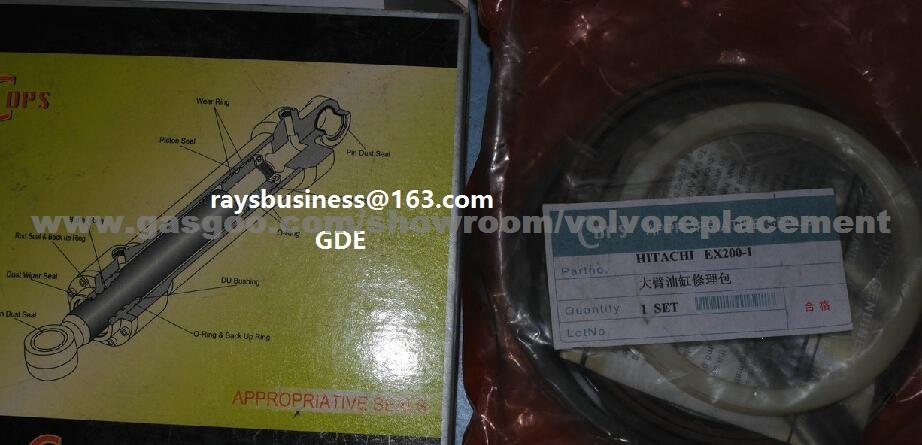 OPS
Wear Ring
Piston Seal
Pin Dust Seal
raysbusiness@163.com
www.gasgoo.com/showroom/volvoreplacement
Rod Seal & Back up Ring
O-Ring
GDE
Dust Wiper Seal
DU Bushing
Dust Seal
O-Ring & Back Up Ring
APPROPRIATIVE SEALS
OPS
HITACHI EX200-1
Partno.
大臂油缸修理包
Quantity 1 SET
合格
LotNo.